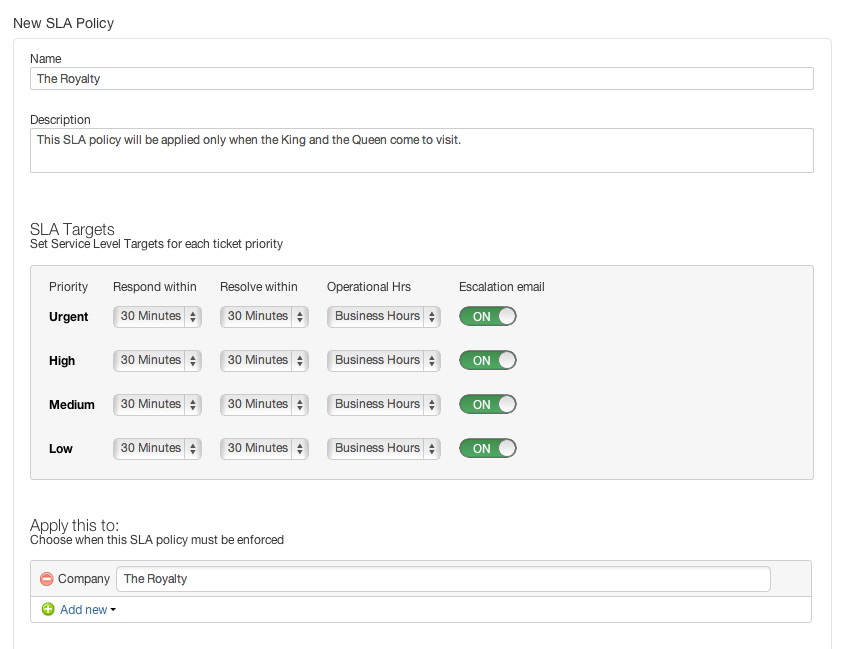 New SLA Policy
Name
The Royalty
Description
This SLA policy will be applied only when the King and the Queen come to visit.
SLA Targets
Set Service Level Targets for each ticket priority
Priority Respond within Resolve within Operational Hrs Escalation email
Urgent 30 Minutes 30 Minutes Business Hours ON
High 30 Minutes 30 Minutes Business Hours ON
Medium 30 Minutes 30 Minutes Business Hours ON
Low 30 Minutes 30 Minutes Business Hours ON
Apply this to:
Choose when this SLA policy must be enforced
Company The Royalty
Add new